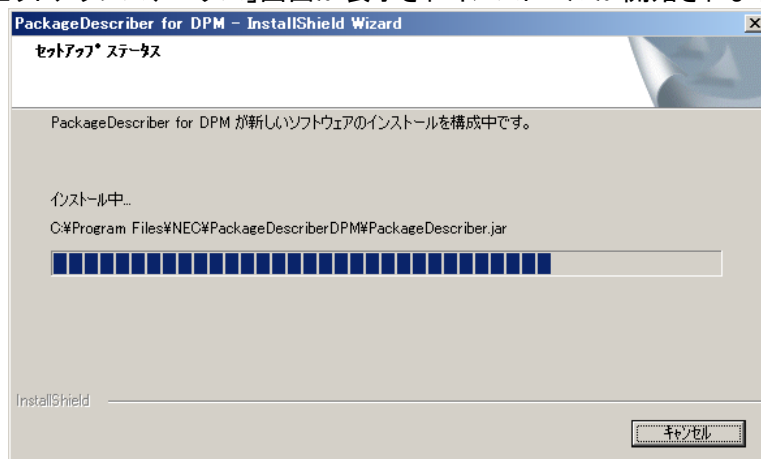 PackageDescriber for DPM - InstallShield Wizard
セットアップ ステータス
PackageDescriber for DPM が新しいソフトウェアのインストールを構成中です。
インストール中...
C:¥Program Files¥NEC¥PackageDescriberDPM¥PackageDescriber.jar
InstallShield
キャンセル